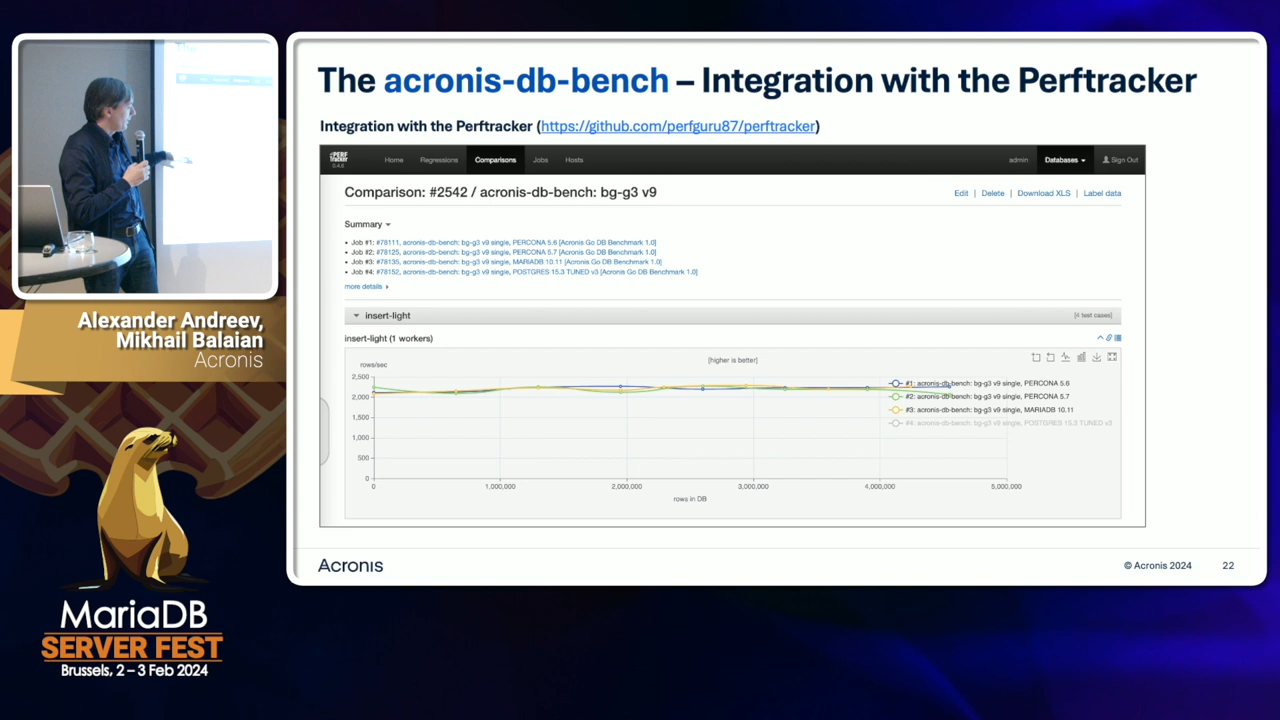 The acronis-db-bench – Integration with the Perftracker
Integration with the Perftracker (https://github.com/perfguru87/perftracker)
PERF Tracker
Home Regressions Comparisons Jobs Hosts admin Databases Sign Out
Comparison: #2542 / acronis-db-bench: bg-g3 v9
Edit | Delete | Download XLS | Label data
Summary
• Job #1: #78111, acronis-db-bench: bg-g3 v9 single, PERCONA 5.6 [Acronis Go DB Benchmark 1.0]
• Job #2: #78125, acronis-db-bench: bg-g3 v9 single, PERCONA 5.7 [Acronis Go DB Benchmark 1.0]
• Job #3: #78135, acronis-db-bench: bg-g3 v9 single, MARIADB 10.11 [Acronis Go DB Benchmark 1.0]
• Job #4: #78152, acronis-db-bench: bg-g3 v9 single, POSTGRES 15.3 TUNED v3 [Acronis Go DB Benchmark 1.0]
more details
insert-light [4 test cases]
insert-light (1 workers)
rows/sec
[higher is better]
2,500
2,000
1,500
1,000
500
0
#1: acronis-db-bench: bg-g3 v9 single, PERCONA 5.6
#2: acronis-db-bench: bg-g3 v9 single, PERCONA 5.7
#3: acronis-db-bench: bg-g3 v9 single, MARIADB 10.11
#4: acronis-db-bench: bg-g3 v9 single, POSTGRES 15.3 TUNED v3
0 1,000,000 2,000,000 3,000,000 4,000,000 5,000,000
rows in DB
Acronis
© Acronis 2024 22
The
Alexander Andreev,
Mikhail Balaian
Acronis
MariaDB
SERVER FEST
Brussels, 2 – 3 Feb 2024